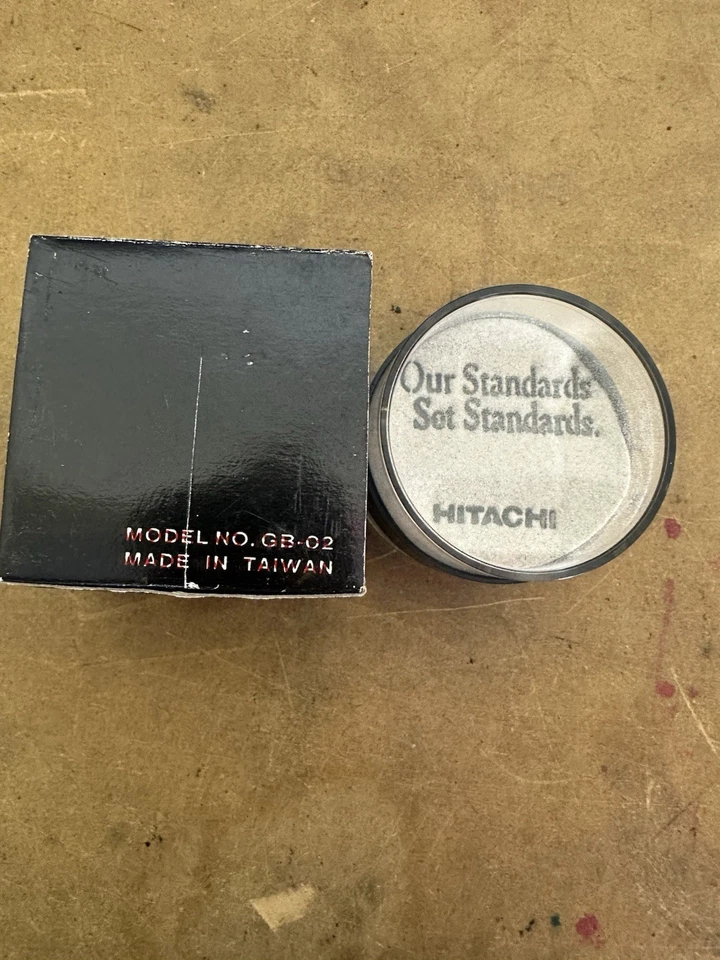 MODEL NO. GB-02
MADE IN TAIWAN
Our Standards
Set Standards.
HITACHI